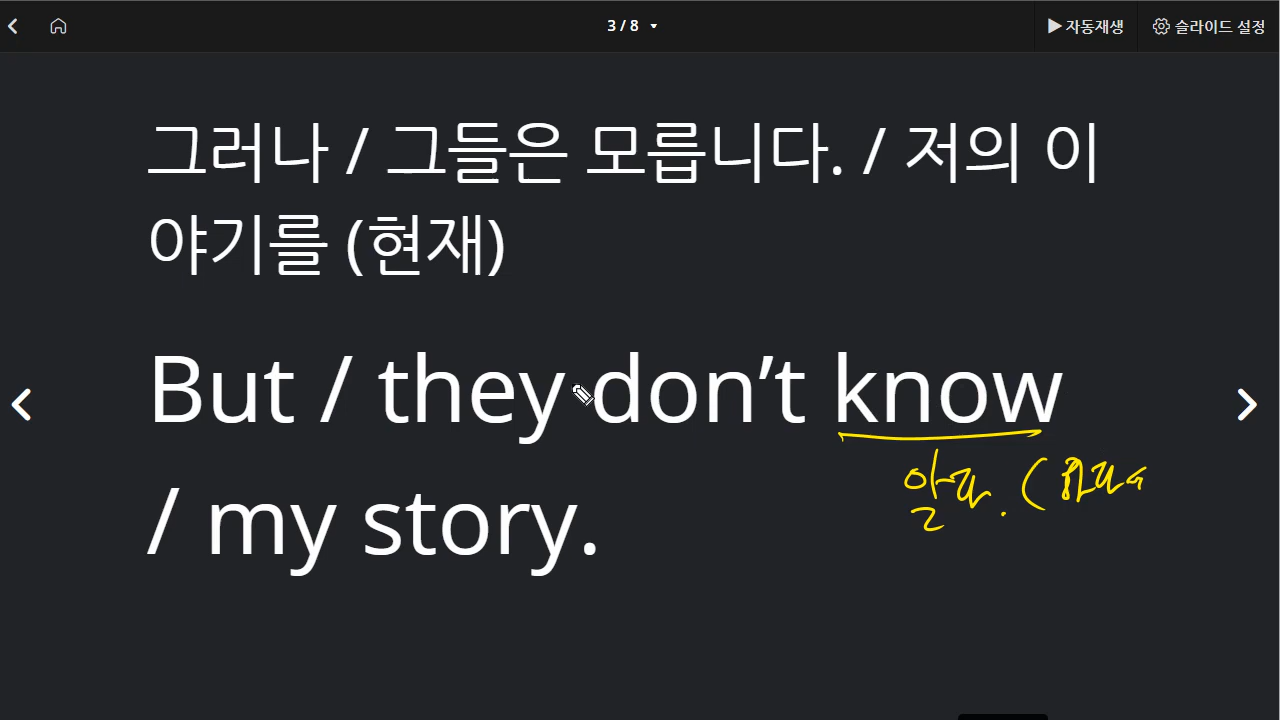 3 / 8
자동재생
슬라이드 설정
그러나 / 그들은 모릅니다. / 저의 이
야기를 (현재)
But / they don’t know
/ my story.
알다.